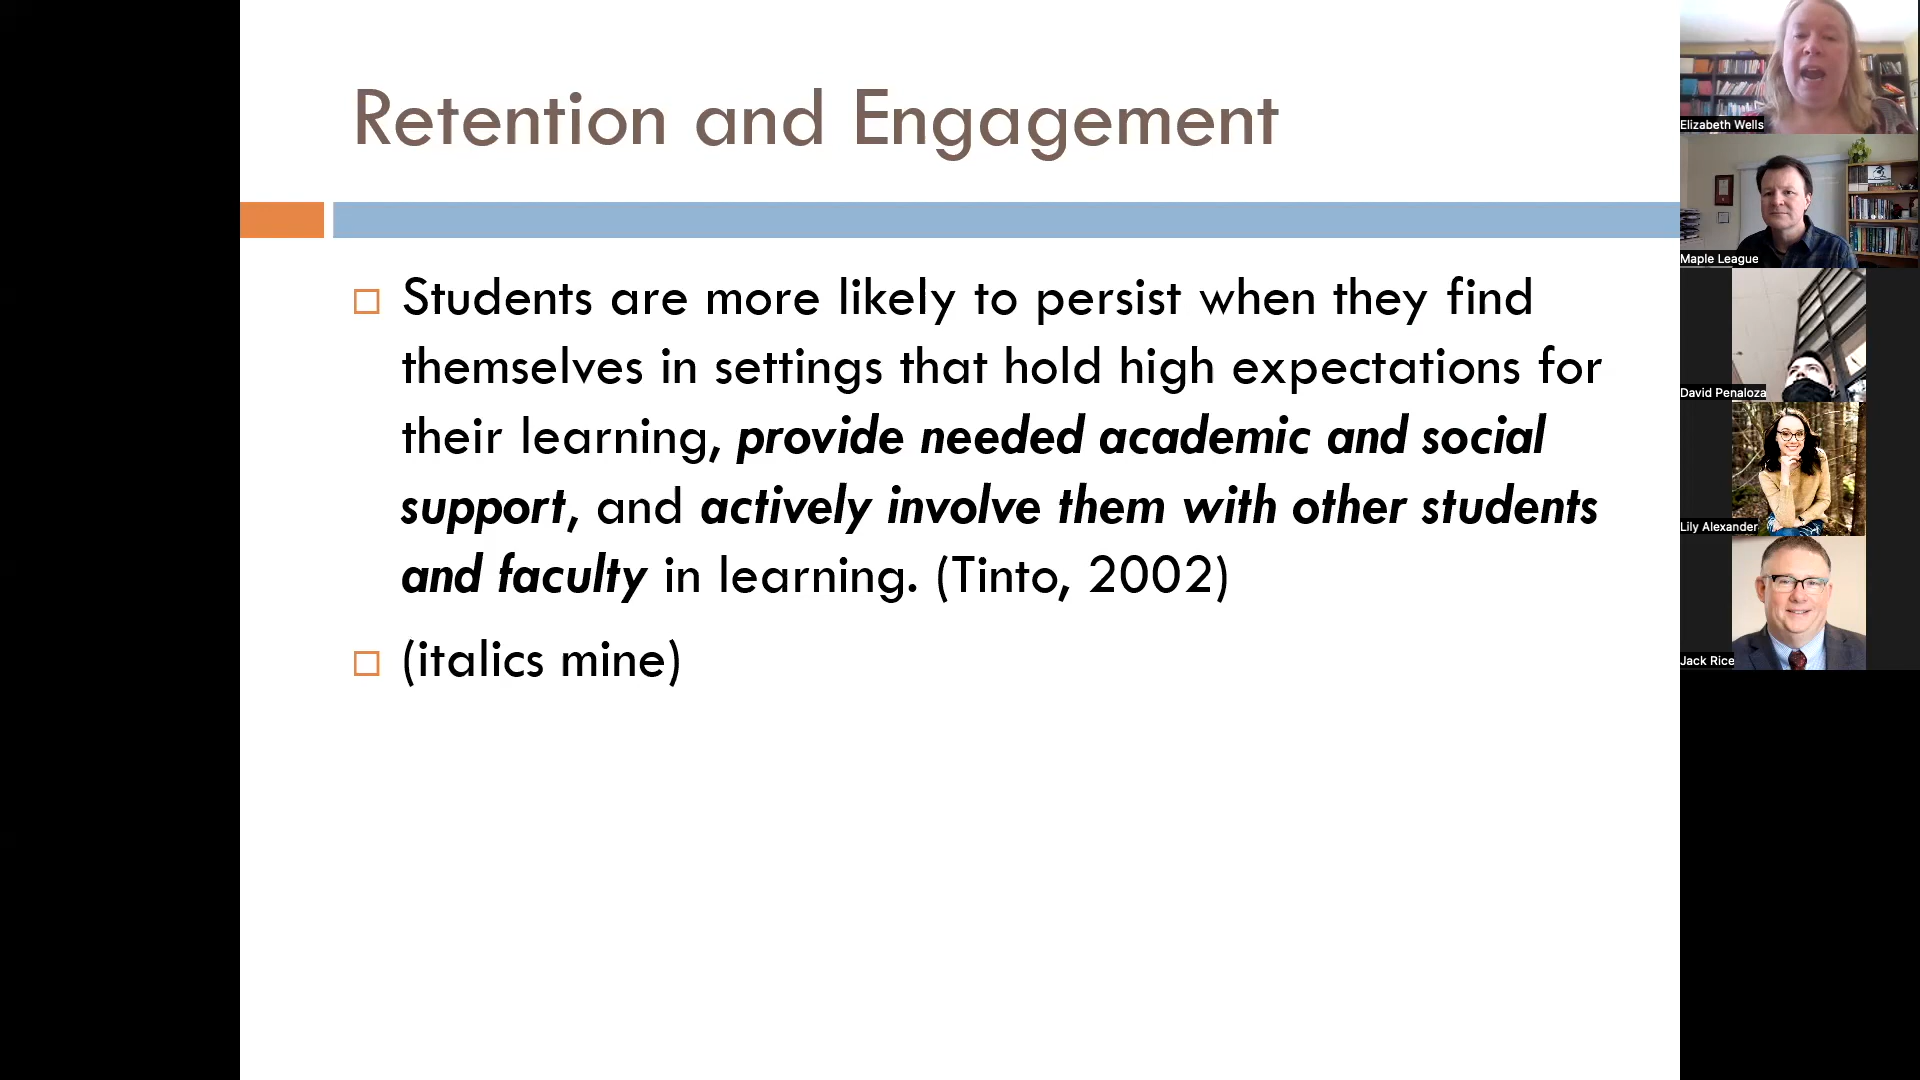 Retention and Engagement
Students are more likely to persist when they find
themselves in settings that hold high expectations for
their learning, provide needed academic and social
support, and actively involve them with other students
and faculty in learning. (Tinto, 2002)
(italics mine)
Elizabeth Wells
Maple League
David Penaloza
Lily Alexander
Jack Rice